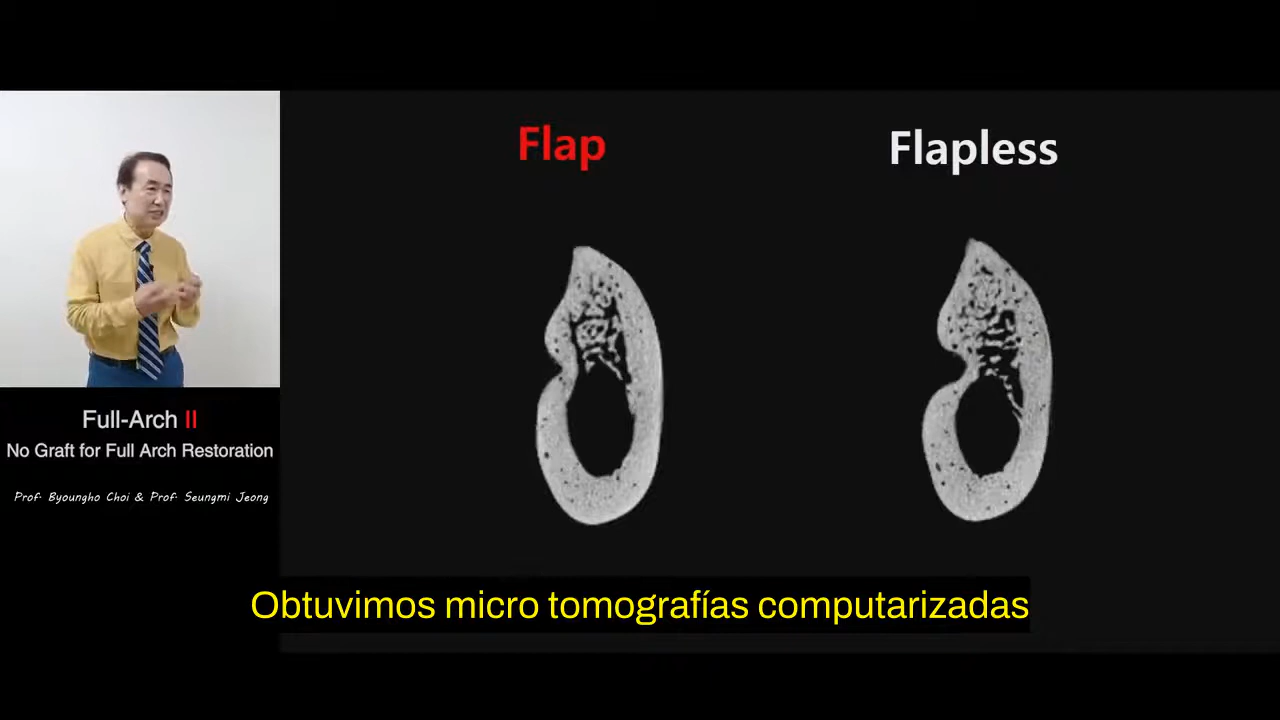 Flap
Flapless
Full-Arch II
No Graft for Full Arch Restoration
Prof. Byoungho Choi & Prof. Seungmi Jeong
Obtuvimos micro tomografías computarizadas